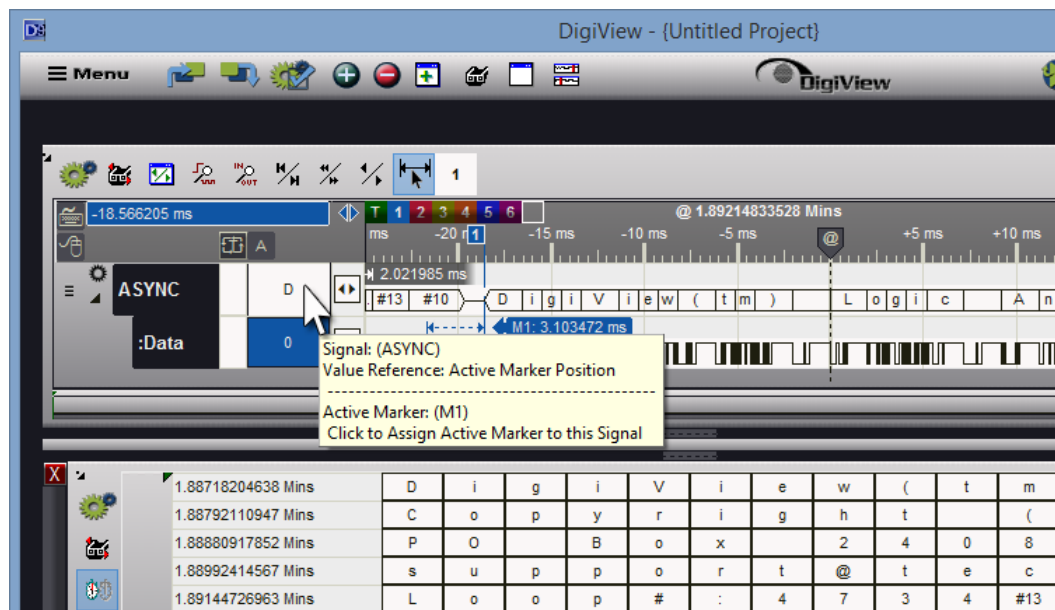 DigiView - {Untitled Project}
Menu DigiView
IN OUT 1
-18.566205 ms T 1 2 3 4 5 6 @ 1.89214833528 Mins
A ms 1 -15 ms -10 ms -5 ms @ +5 ms +10 ms
2.021985 ms
ASYNC D #13 #10 D i g i V i e w ( t m ) L o g i c A n
:Data 0 M1: 3.103472 ms
Signal: (ASYNC)
Value Reference: Active Marker Position
Active Marker: (M1)
Click to Assign Active Marker to this Signal
X
1.88718204638 Mins D i g i V i e w ( t m
1.88792110947 Mins C o p y r i g h t (
1.88880917852 Mins P O B o x 2 4 0 8
1.88992414567 Mins s u p p o r t @ t e c
1.89144726963 Mins L o o p # : 4 7 3 4 #13